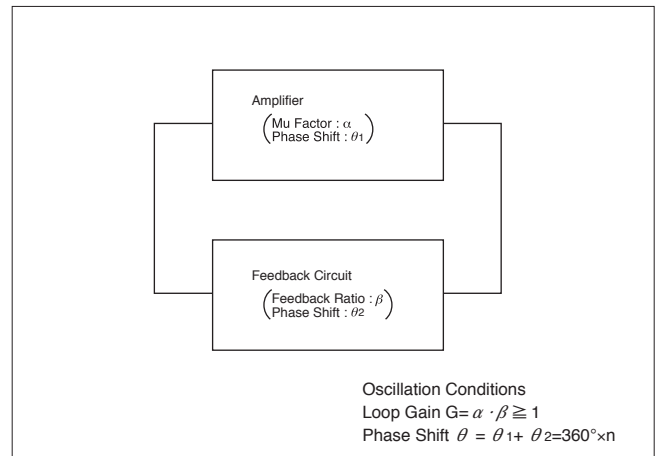 Amplifier
(Mu Factor : α
Phase Shift : θ1)
Feedback Circuit
(Feedback Ratio : β
Phase Shift : θ2)
Oscillation Conditions
Loop Gain G= α · β ≧ 1
Phase Shift θ = θ1+ θ2=360°×n